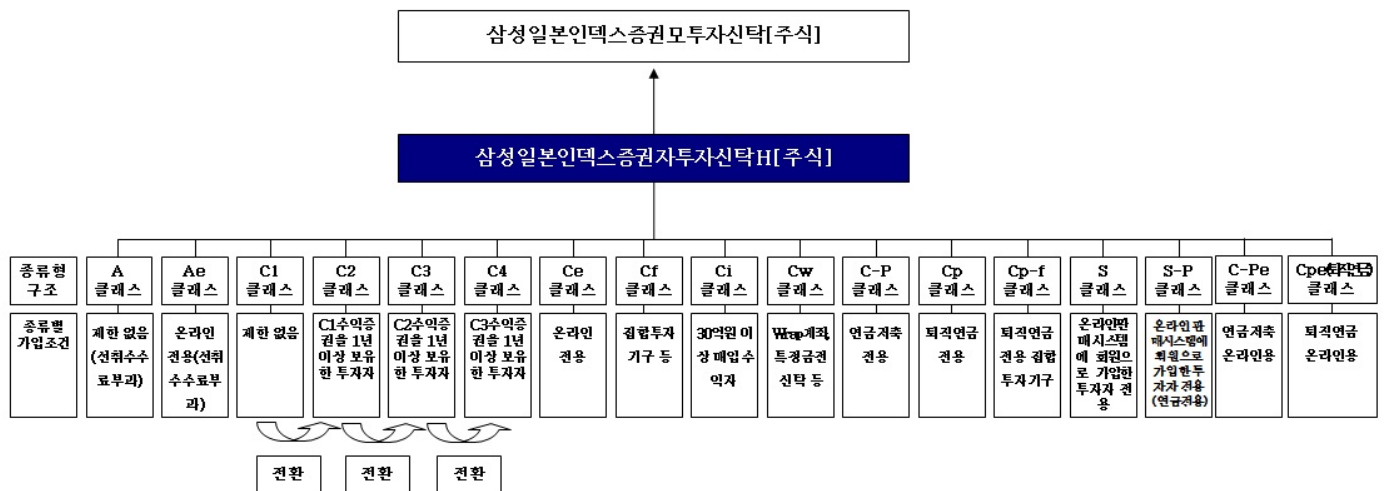 삼성일본인덱스증권모투자신탁[주식]
삼성일본인덱스증권자투자신탁H[주식]
종류형
구조
A
클래스
Ae
클래스
C1
클래스
C2
클래스
C3
클래스
C4
클래스
Ce
클래스
Cf
클래스
Ci
클래스
Cw
클래스
C-P
클래스
Cp
클래스
Cp-f
클래스
S
클래스
S-P
클래스
C-Pe
클래스
Cpe(퇴직연금)
클래스
종류별
가입조건
제한 없음
(선취수수
료부과)
온라인
전용(선취
수수료부
과)
제한 없음
C1수익증
권을 1년
이상 보유
한 투자자
C2수익증
권을 1년
이상 보유
한 투자자
C3수익증
권을 1년
이상 보유
한 투자자
온라인
전용
집합투자
기구 등
30억원 이
상 매입 수
익자
Wrap계좌,
특정금전
신탁 등
연금저축
전용
퇴직연금
전용
퇴직연금
전용 집합
투자기구
온라인판
매시스템
에 회원으
로 가입한
투자자 전
용
온라인 판
매시스템에
회원으로
가입한 투
자자 전용
(연금전용)
연금저축
온라인용
퇴직연금
온라인용
전환
전환
전환